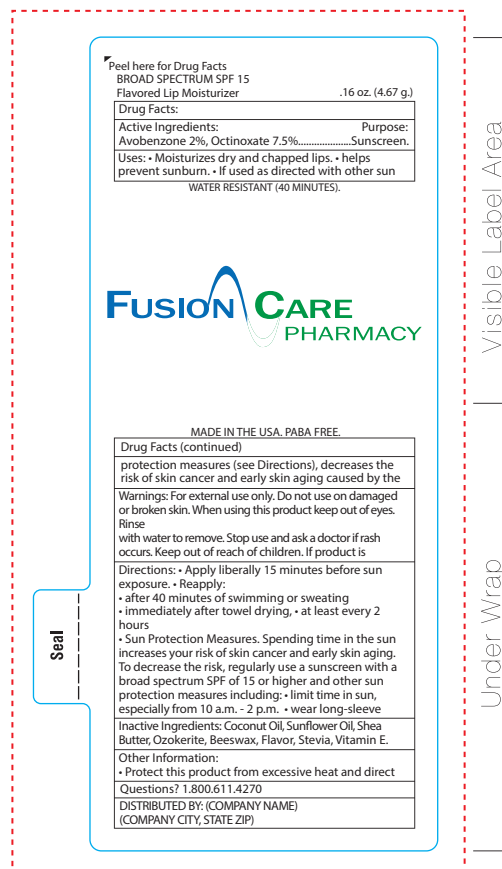 Peel here for Drug Facts
BROAD SPECTRUM SPF 15
Flavored Lip Moisturizer .16 oz. (4.67 g.)
Drug Facts:
Active Ingredients: Purpose:
Avobenzone 2%, Octinoxate 7.5%.....................Sunscreen.
Uses: • Moisturizes dry and chapped lips. • helps
prevent sunburn. • If used as directed with other sun
WATER RESISTANT (40 MINUTES).
FUSION CARE
PHARMACY
MADE IN THE USA. PABA FREE.
Drug Facts (continued)
protection measures (see Directions), decreases the
risk of skin cancer and early skin aging caused by the
Warnings: For external use only. Do not use on damaged
or broken skin. When using this product keep out of eyes.
Rinse
with water to remove. Stop use and ask a doctor if rash
occurs. Keep out of reach of children. If product is
Directions: • Apply liberally 15 minutes before sun
exposure. • Reapply:
• after 40 minutes of swimming or sweating
• immediately after towel drying, • at least every 2
hours
• Sun Protection Measures. Spending time in the sun
increases your risk of skin cancer and early skin aging.
To decrease the risk, regularly use a sunscreen with a
broad spectrum SPF of 15 or higher and other sun
protection measures including: • limit time in sun,
especially from 10 a.m. - 2 p.m. • wear long-sleeve
Inactive Ingredients: Coconut Oil, Sunflower Oil, Shea
Butter, Ozokerite, Beeswax, Flavor, Stevia, Vitamin E.
Other Information:
• Protect this product from excessive heat and direct
Questions? 1.800.611.4270
DISTRIBUTED BY: (COMPANY NAME)
(COMPANY CITY, STATE ZIP)
Seal
Visible Label Area
Under Wrap